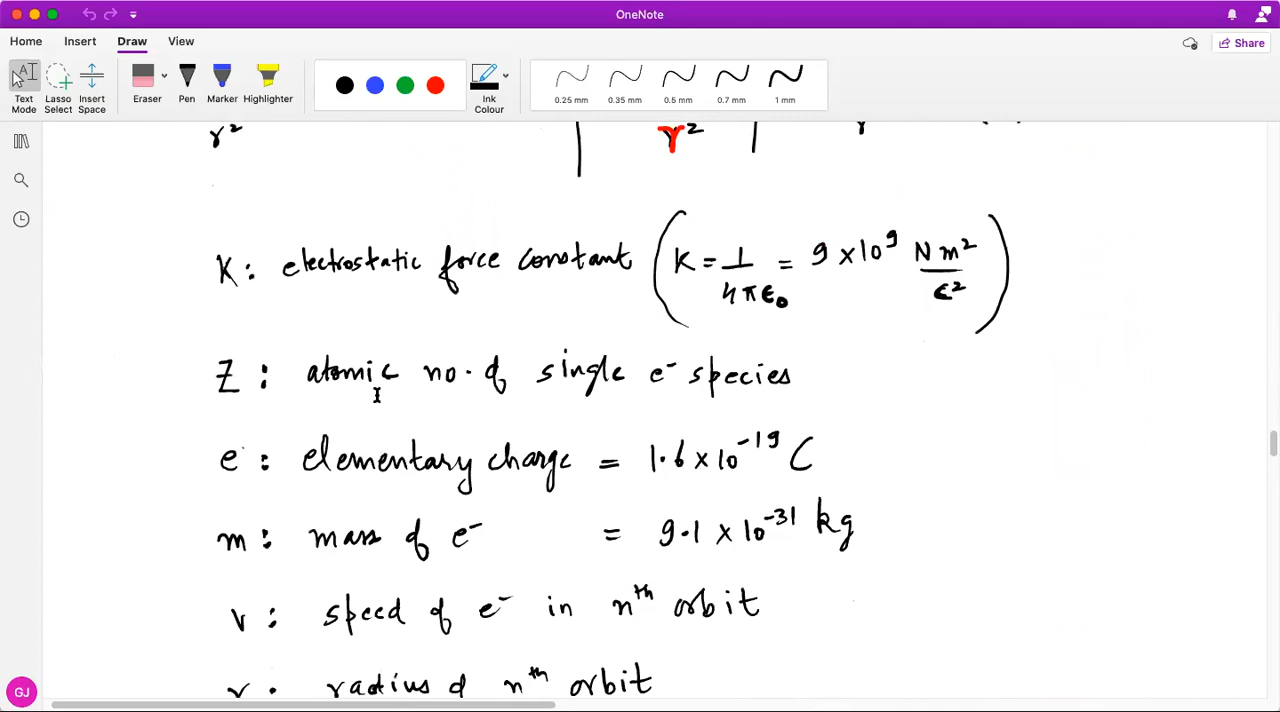 OneNote
Home Insert Draw View
Share
Text Mode Lasso Select Insert Space Eraser Pen Marker Highlighter Ink Colour 0.25 mm 0.35 mm 0.5 mm 0.7 mm 1 mm
r² r² r
K: electrostatic force constant (K = 1/4πε₀ = 9 × 10⁹ N m²/C²)
Z: atomic no. of single e⁻ species
e: elementary charge = 1.6 × 10⁻¹⁹ C
m: mass of e⁻ = 9.1 × 10⁻³¹ kg
v: speed of e⁻ in nᵗʰ orbit
r: radius of nᵗʰ orbit
GJ